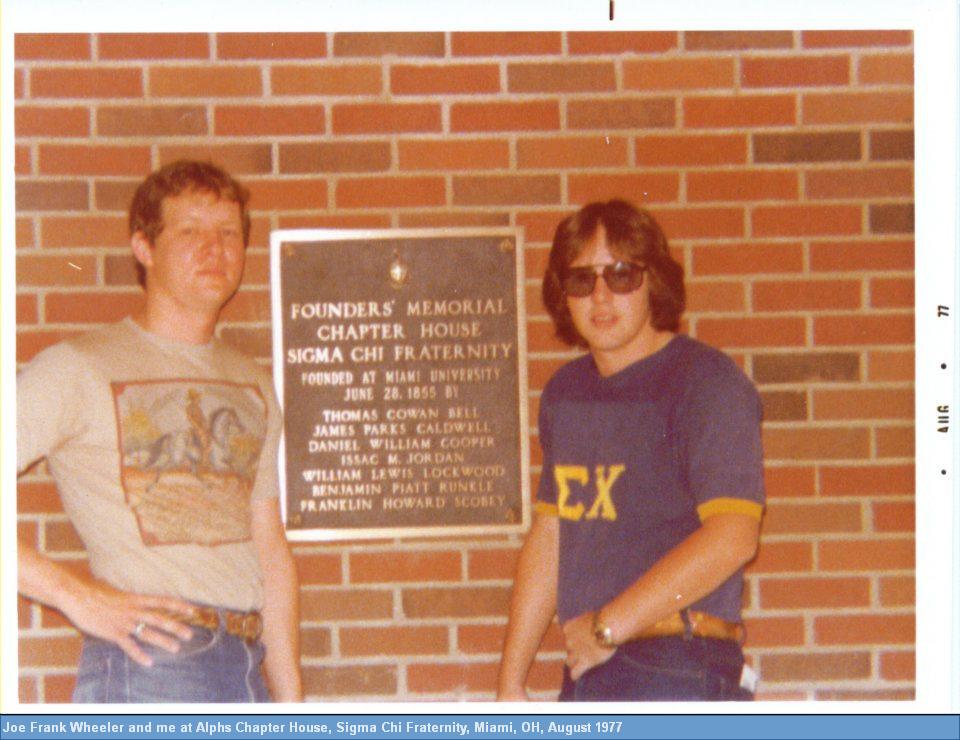 FOUNDERS' MEMORIAL
CHAPTER HOUSE
SIGMA CHI FRATERNITY
FOUNDED AT MIAMI UNIVERSITY
JUNE 28, 1855 BY
THOMAS COWAN BELL
JAMES PARKS CALDWELL
DANIEL WILLIAM COOPER
ISSAC M. JORDAN
WILLIAM LEWIS LOCKWOOD
BENJAMIN PIATT RUNKLE
FRANKLIN HOWARD SCOBEY
ΣΧ
AUG • 77
Joe Frank Wheeler and me at Alphs Chapter House, Sigma Chi Fraternity, Miami, OH, August 1977